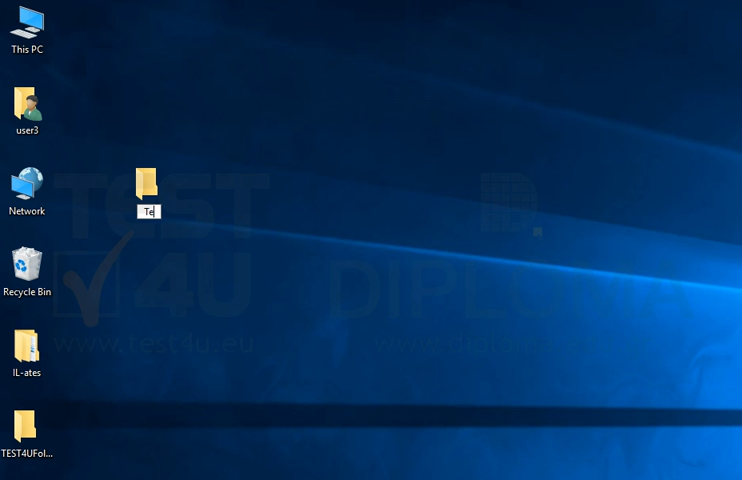 This PC
user3
Network
Recycle Bin
IL-ates
TEST4UFol...
Te
TEST
4U
www.test4u.eu
DIPLOMA